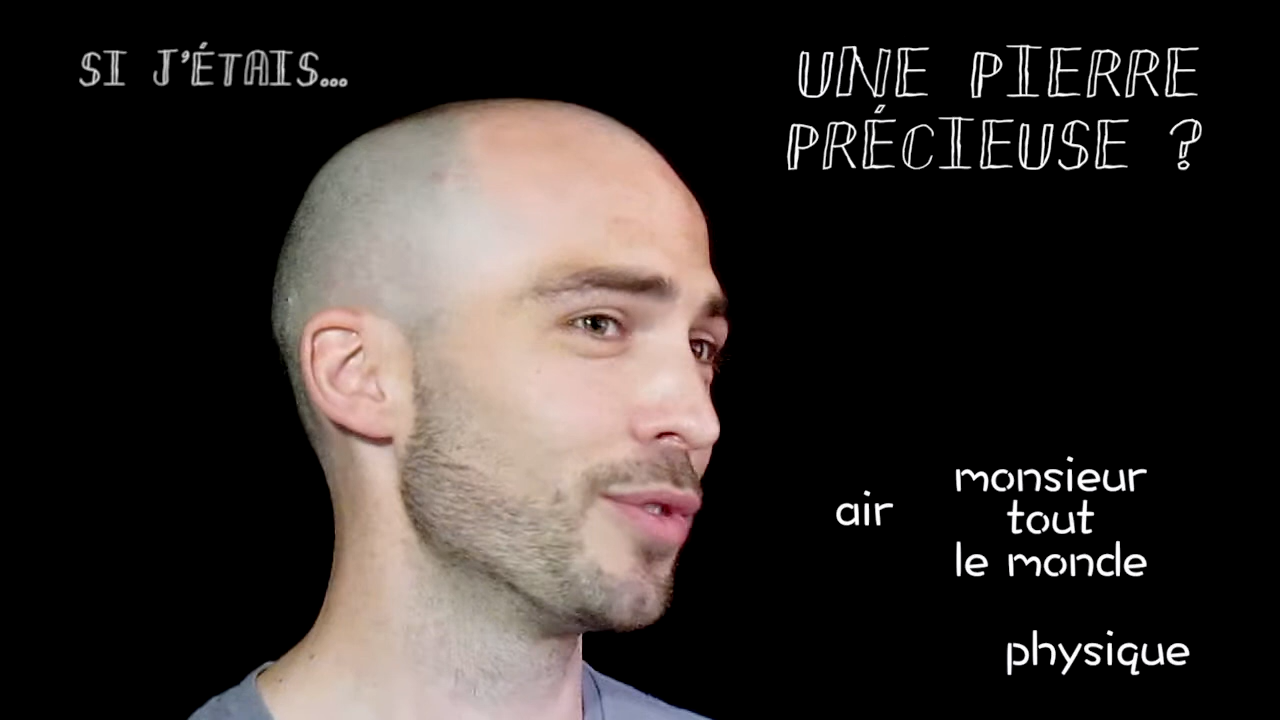 SI J'ÉTAIS...
UNE PIERRE
PRÉCIEUSE ?
air
monsieur
tout
le monde
physique